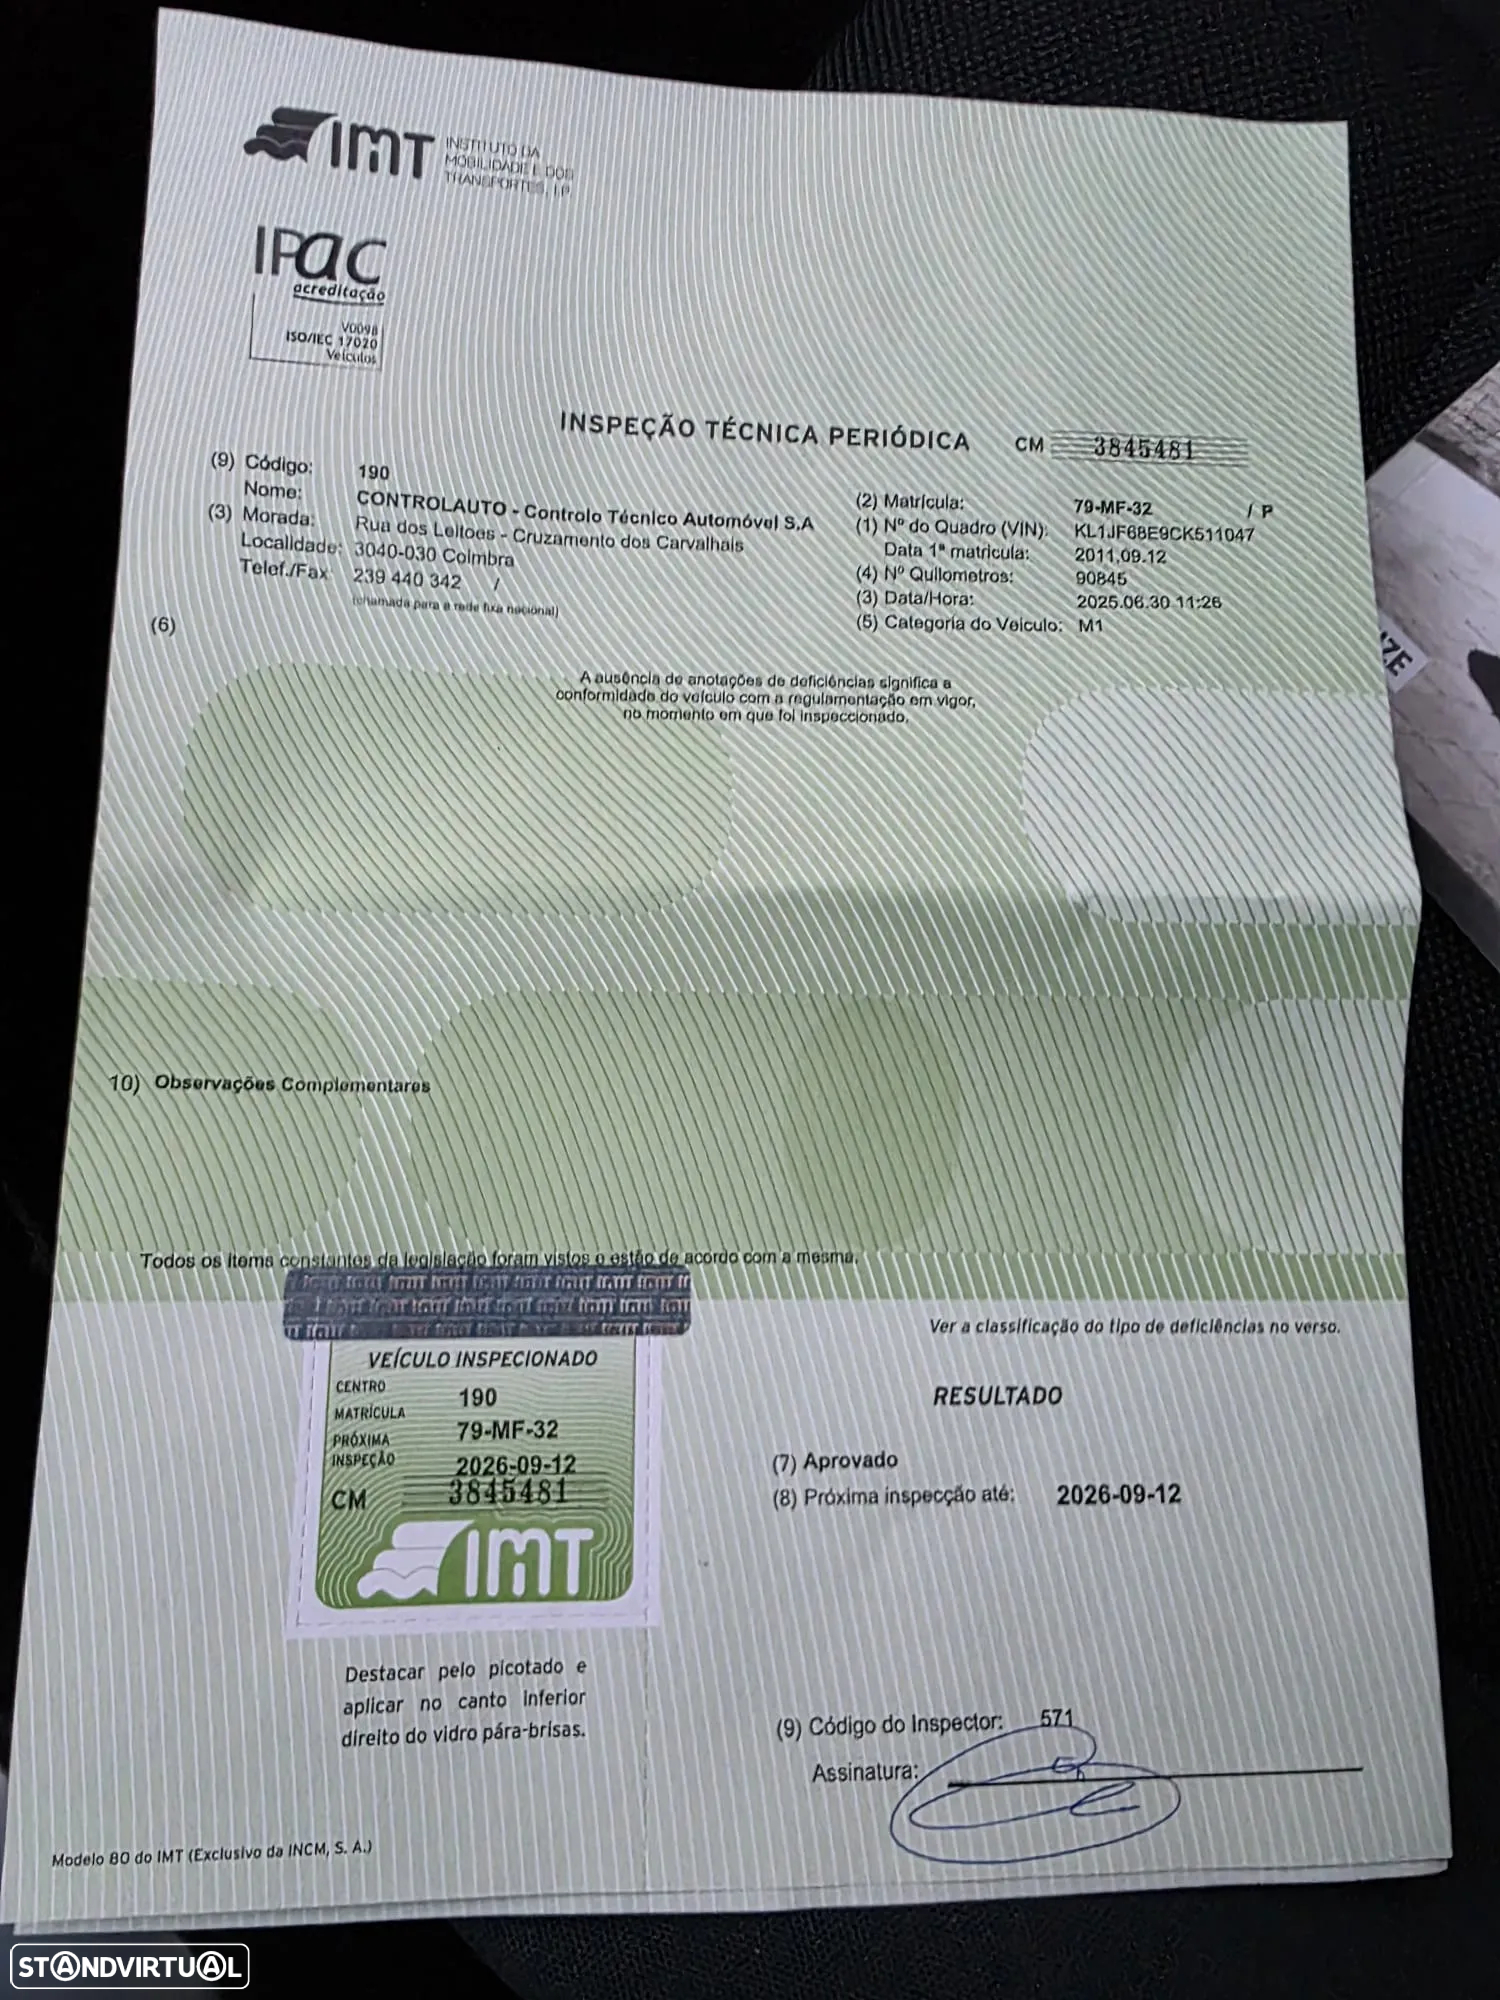 IMT INSTITUTO DA
MOBILIDADE E DOS
TRANSPORTES, I.P.
IPAC
acreditação
V0098
ISO/IEC 17020
Veículos
INSPEÇÃO TÉCNICA PERIÓDICA CM 3845481
(9) Código: 190
Nome: CONTROLAUTO - Controlo Técnico Automóvel S.A
(3) Morada: Rua dos Leitoes - Cruzamento dos Carvalhais
Localidade: 3040-030 Coimbra
Telef./Fax: 239 440 342 /
(chamada para a rede fixa nacional)
(2) Matrícula: 79-MF-32 / P
(1) Nº do Quadro (VIN): KL1JF68E9CK511047
Data 1ª matricula: 2011.09.12
(4) Nº Quilometros: 90845
(3) Data/Hora: 2025.06.30 11:26
(5) Categoria do Veiculo: M1
(6)
A ausência de anotações de deficiências significa a
conformidade do veículo com a regulamentação em vigor,
no momento em que foi inspeccionado.
10) Observações Complementares
Todos os itens constantes da legislação foram vistos e estão de acordo com a mesma.
Ver a classificação do tipo de deficiências no verso.
VEÍCULO INSPECIONADO
CENTRO 190
MATRÍCULA 79-MF-32
PRÓXIMA
INSPEÇÃO 2026-09-12
CM 3845481
IMT
RESULTADO
(7) Aprovado
(8) Próxima inspecção até: 2026-09-12
Destacar pelo picotado e
aplicar no canto inferior
direito do vidro pára-brisas.
(9) Código do Inspector: 571
Assinatura:
Modelo 80 do IMT (Exclusivo da INCM, S. A.)
STANDVIRTUAL